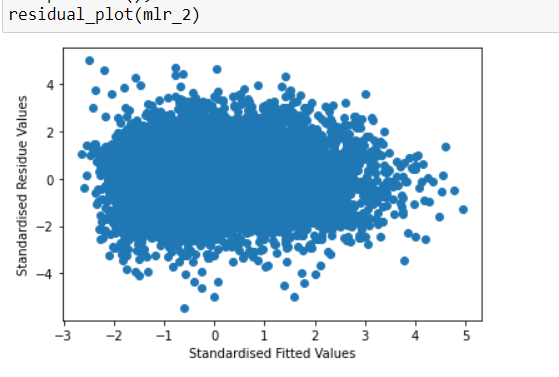 residual_plot(mlr_2)
Standardised Residue Values
4
2
0
−2
−4
−3 −2 −1 0 1 2 3 4 5
Standardised Fitted Values